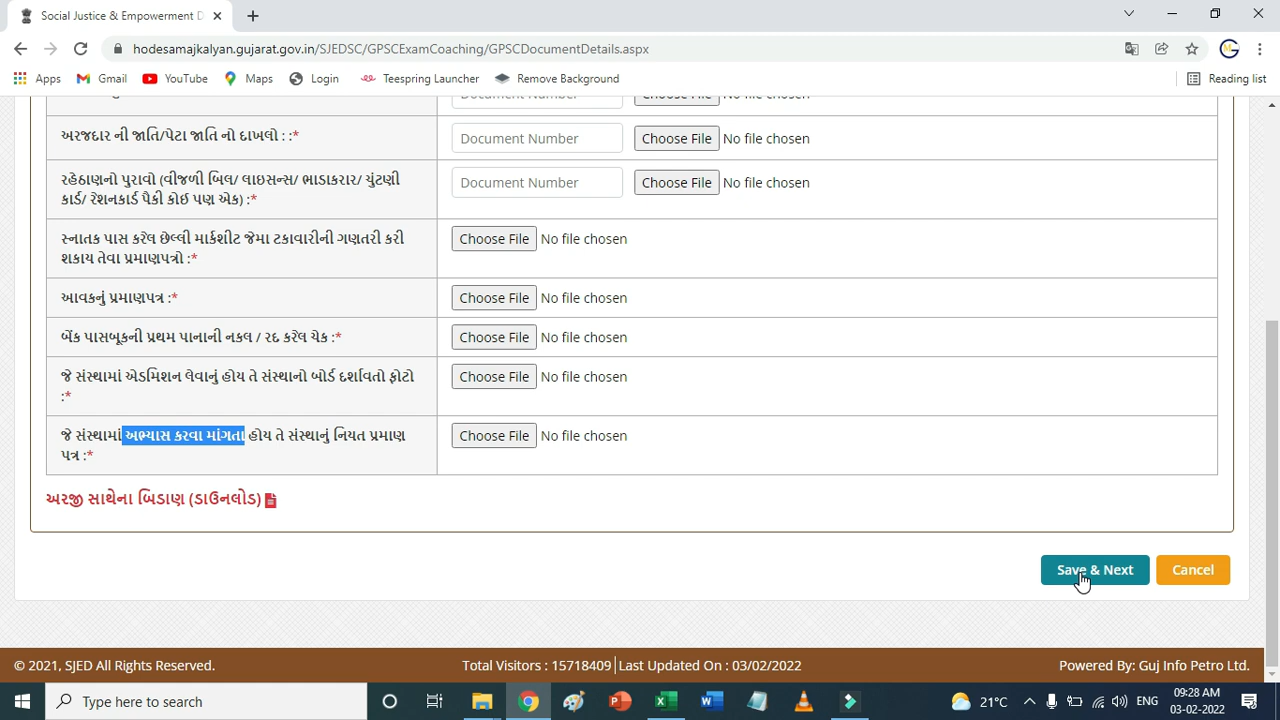 Social Justice & Empowerment D
hodesamajkalyan.gujarat.gov.in/SJEDSC/GPSCExamCoaching/GPSCDocumentDetails.aspx
Apps Gmail YouTube Maps Login Teespring Launcher Remove Background Reading list
Document Number Choose File No file chosen
અરજદાર ની જાતિ/પેટા જાતિ નો દાખલો : :* Document Number Choose File No file chosen
રહેઠાણનો પુરાવો (વીજળી બિલ/ લાઇસન્સ/ ભાડાકરાર/ ચુંટણી
કાર્ડ/ રેશનકાર્ડ પૈકી કોઈ પણ એક) :* Document Number Choose File No file chosen
સ્નાતક પાસ કરેલ છેલ્લી માર્કશીટ જેમા ટકાવારીની ગણતરી કરી
શકાય તેવા પ્રમાણપત્રો :* Choose File No file chosen
આવકનું પ્રમાણપત્ર :* Choose File No file chosen
બેંક પાસબૂકની પ્રથમ પાનાની નકલ / રદ કરેલ ચેક :* Choose File No file chosen
જે સંસ્થામાં એડમિશન લેવાનું હોય તે સંસ્થાનો બોર્ડ દર્શાવતો ફોટો
:* Choose File No file chosen
જે સંસ્થામાં અભ્યાસ કરવા માંગતા હોય તે સંસ્થાનું નિયત પ્રમાણ
પત્ર :* Choose File No file chosen
અરજી સાથેના બિડાણ (ડાઉનલોડ)
Save & Next Cancel
© 2021, SJED All Rights Reserved. Total Visitors : 15718409 Last Updated On : 03/02/2022 Powered By: Guj Info Petro Ltd.
Type here to search 21°C ENG 09:28 AM
03-02-2022